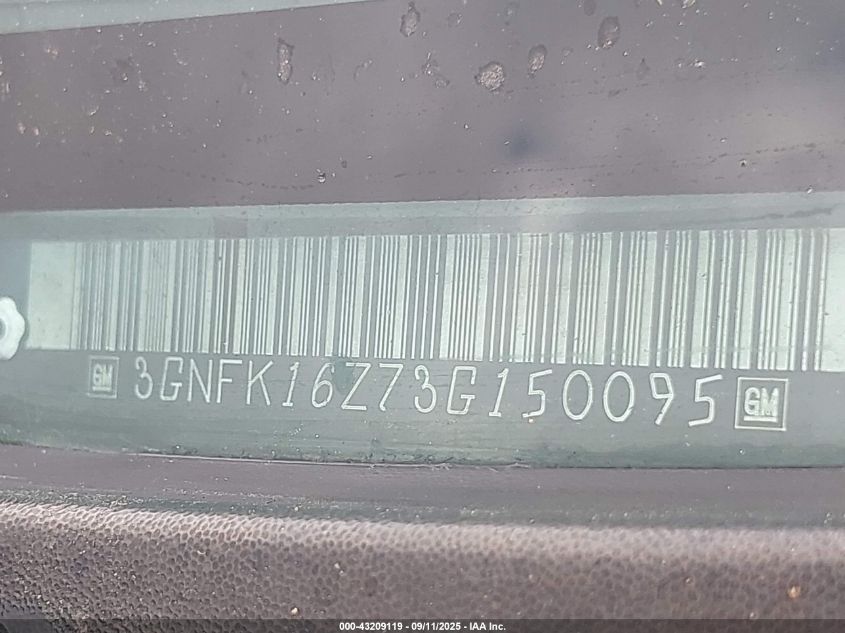 GM 3GNFK16Z73G150095 GM
000-43209119 - 09/11/2025 - IAA Inc.